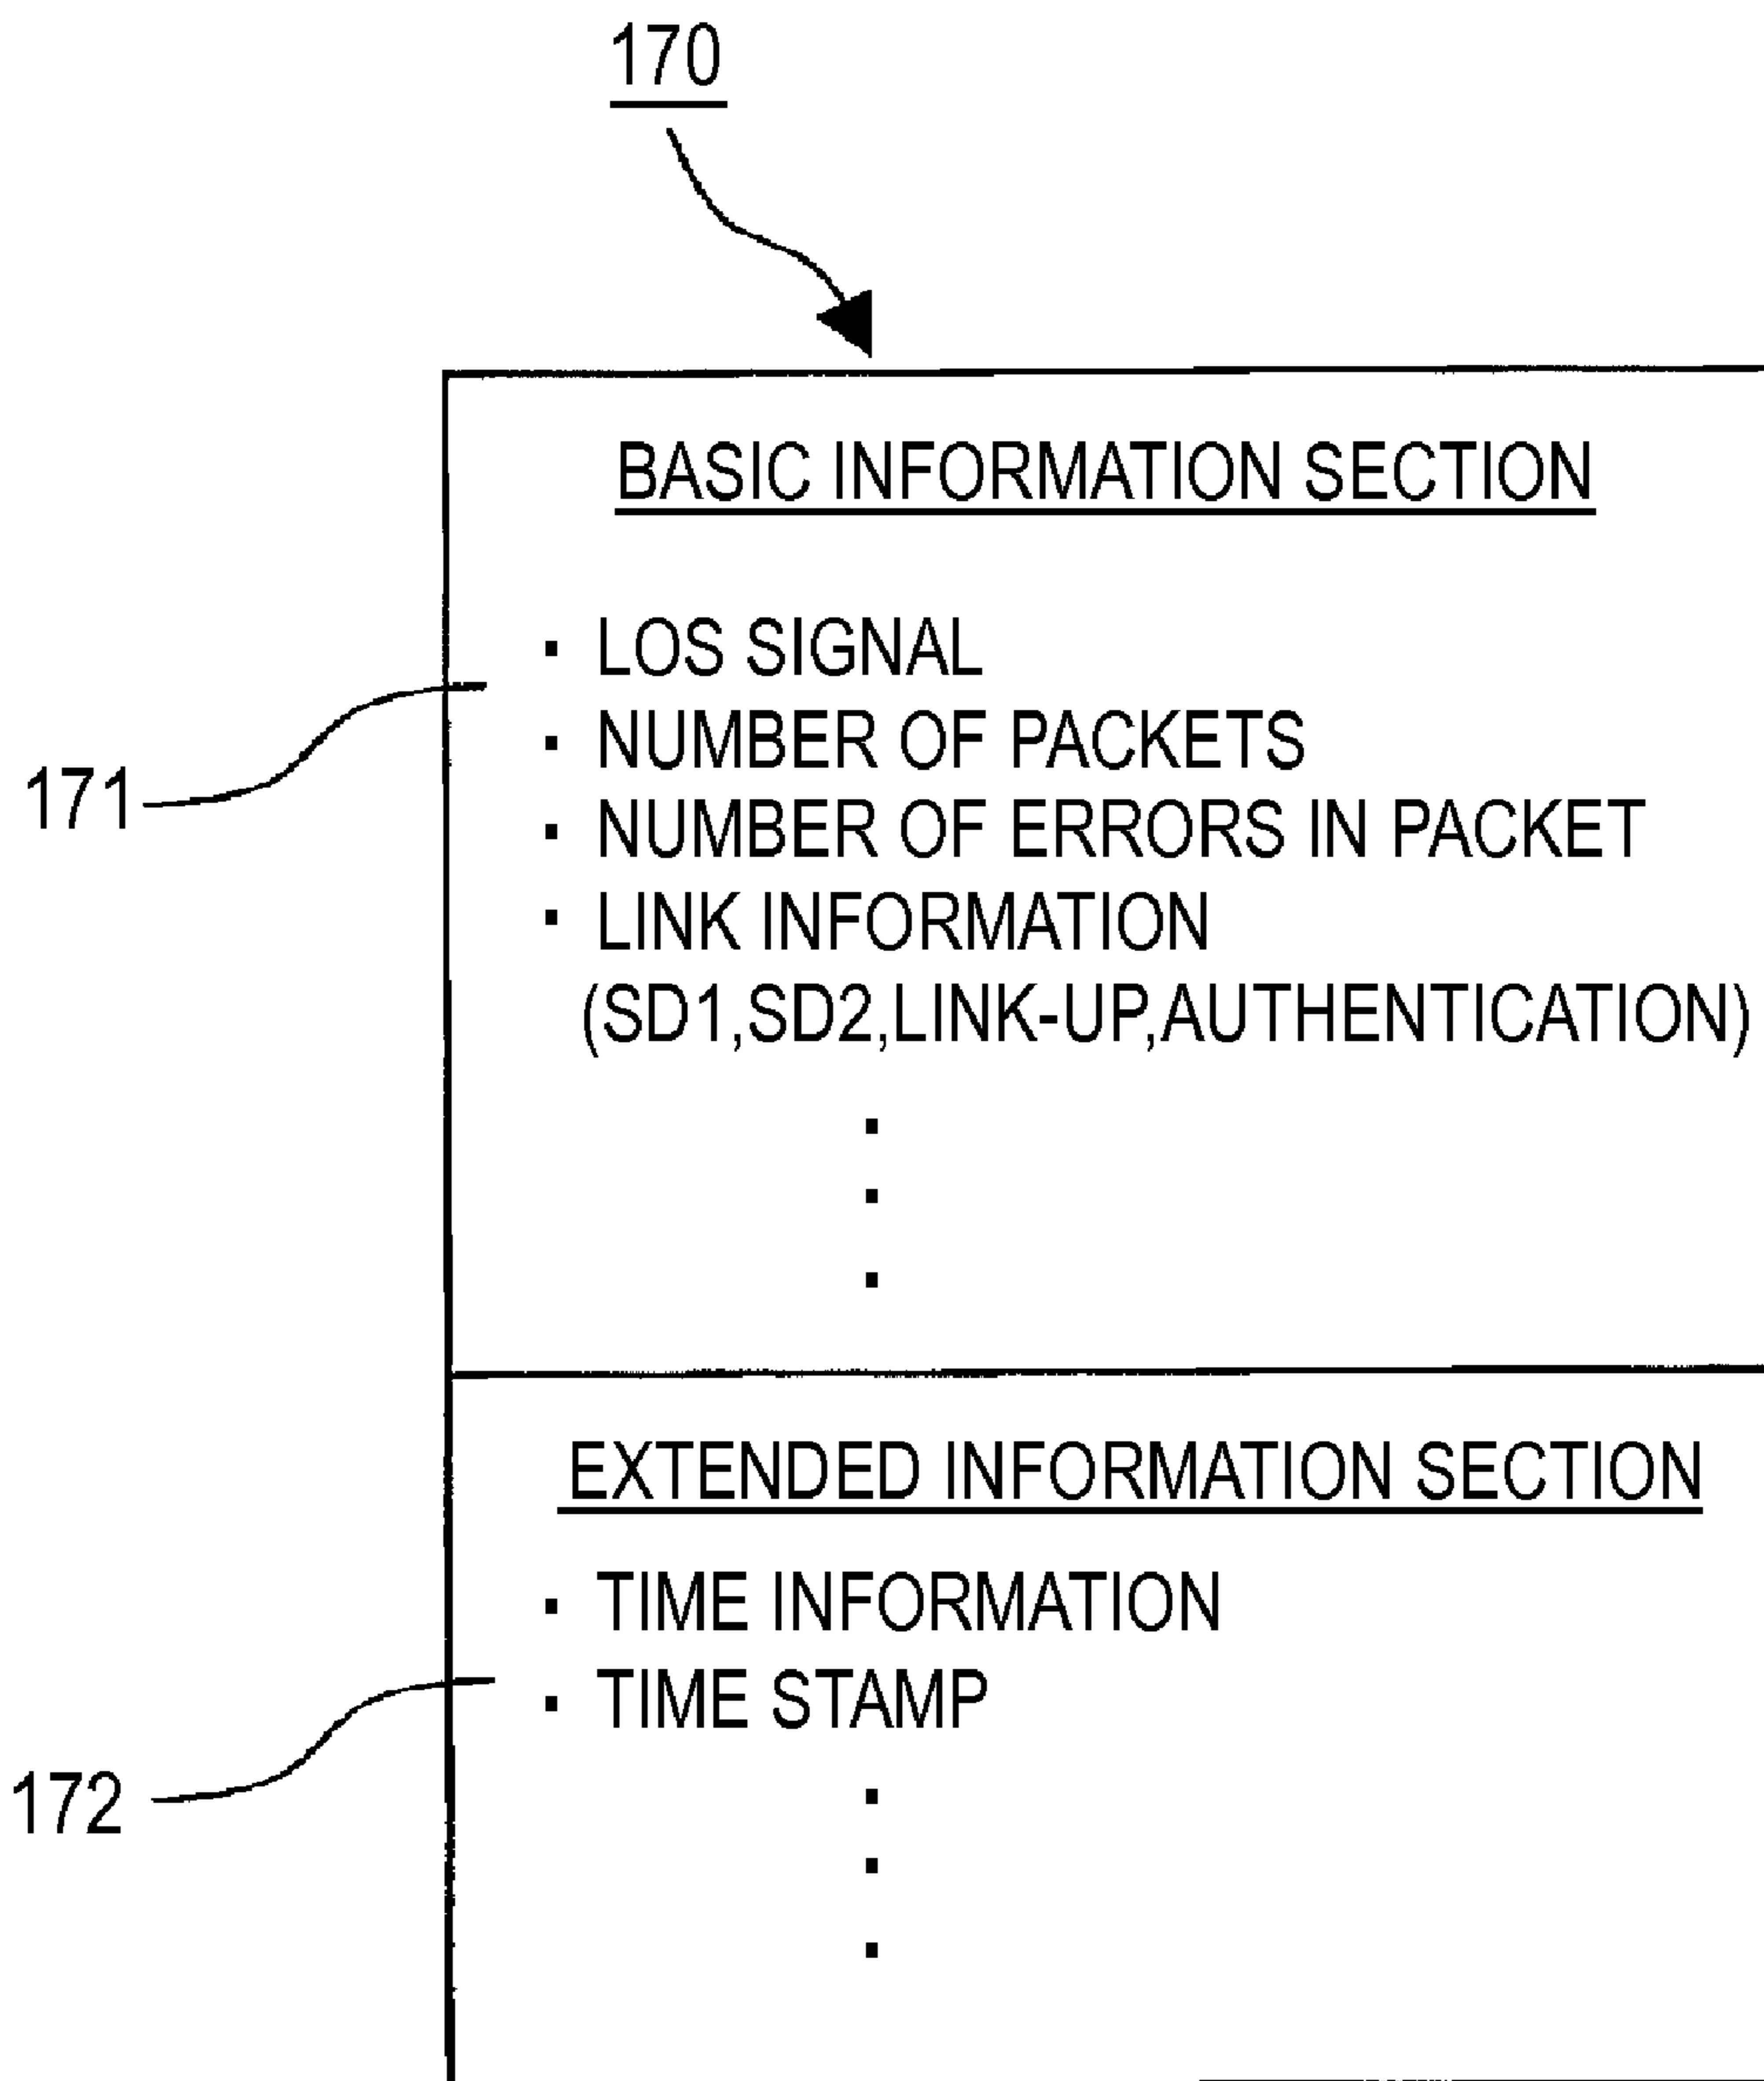 170
BASIC INFORMATION SECTION
· LOS SIGNAL
· NUMBER OF PACKETS
171
· NUMBER OF ERRORS IN PACKET
· LINK INFORMATION
(SD1,SD2,LINK-UP,AUTHENTICATION)
EXTENDED INFORMATION SECTION
· TIME INFORMATION
· TIME STAMP
172